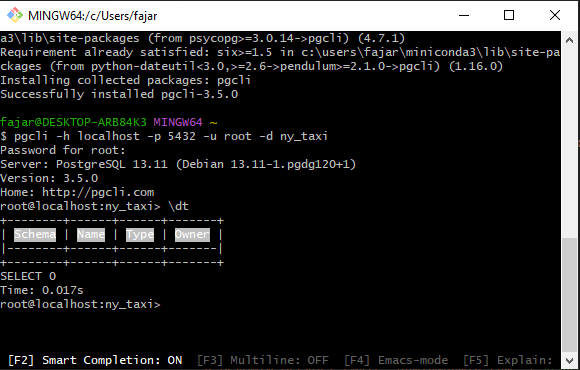 MINGW64:/c/Users/fajar
a3\lib\site-packages (from psycopg>=3.0.14->pgcli) (4.7.1)
Requirement already satisfied: six>=1.5 in c:\users\fajar\miniconda3\lib\site-pa
ckages (from python-dateutil<3.0,>=2.6->pendulum>=2.1.0->pgcli) (1.16.0)
Installing collected packages: pgcli
Successfully installed pgcli-3.5.0
fajar@DESKTOP-ARB84K3 MINGW64 ~
$ pgcli -h localhost -p 5432 -u root -d ny_taxi
Password for root:
Server: PostgreSQL 13.11 (Debian 13.11-1.pgdg120+1)
Version: 3.5.0
Home: http://pgcli.com
root@localhost:ny_taxi> \dt
+--------+------+------+-------+
| Schema | Name | Type | Owner |
|--------+------+------+-------|
+--------+------+------+-------+
SELECT 0
Time: 0.017s
root@localhost:ny_taxi>
[F2] Smart Completion: ON  [F3] Multiline: OFF  [F4] Emacs-mode  [F5] Explain: